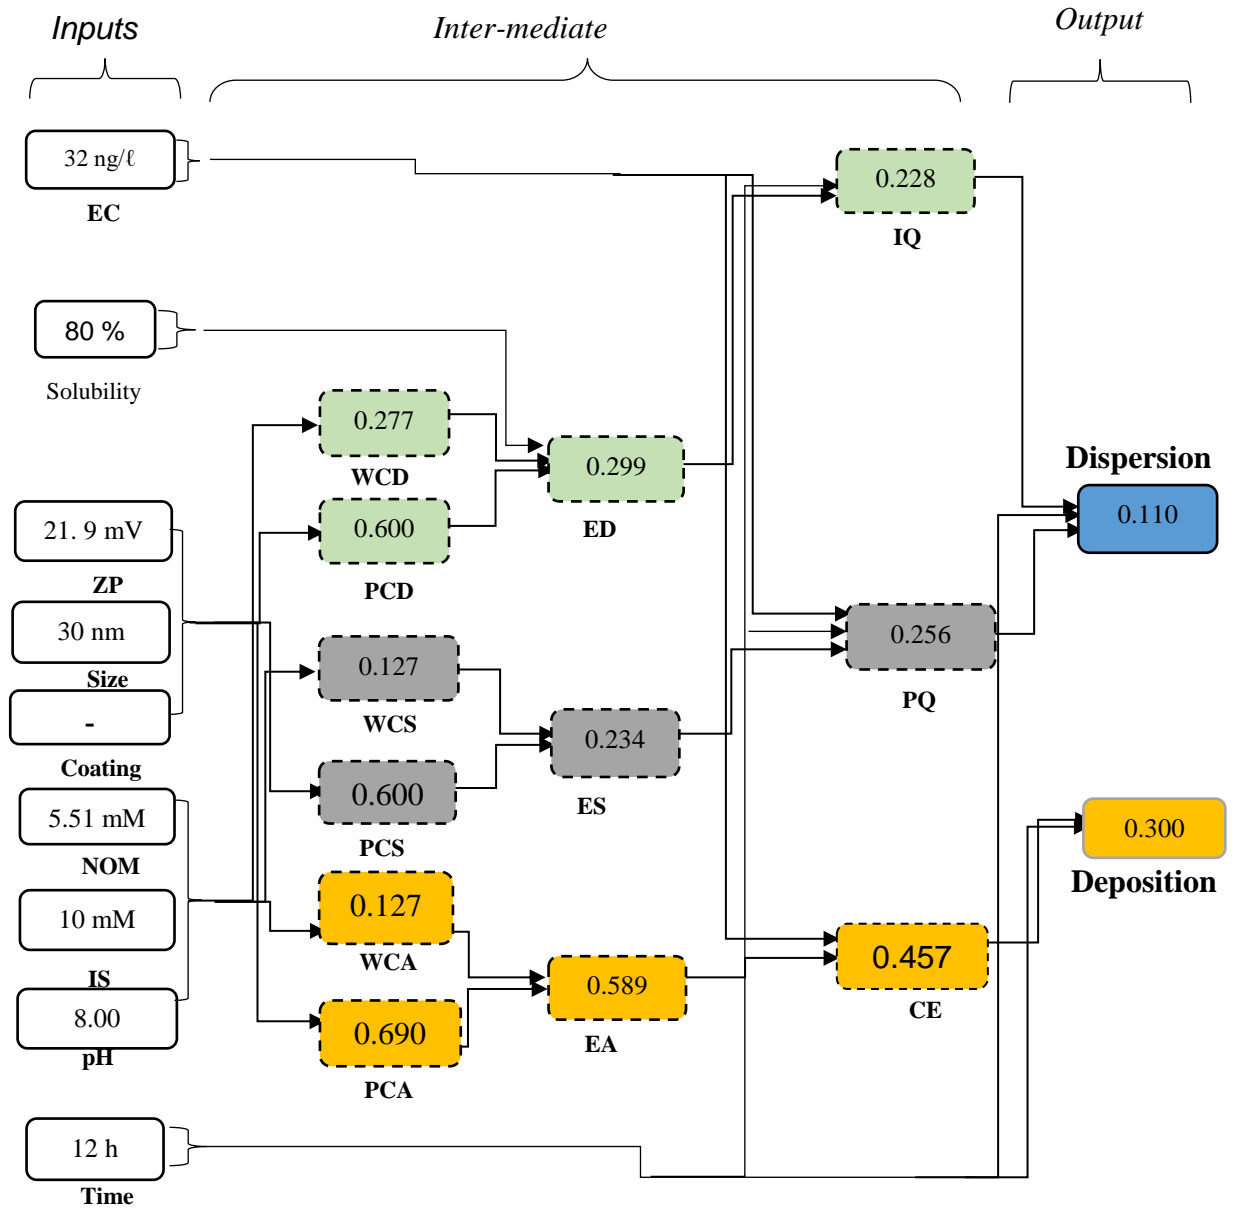 Inputs
Inter-mediate
Output
32 ng/ℓ
EC
0.228
IQ
80 %
Solubility
0.277
WCD
0.299
ED
Dispersion
0.110
21. 9 mV
ZP
0.600
PCD
30 nm
Size
0.127
WCS
0.256
PQ
-
Coating
0.234
ES
5.51 mM
NOM
0.600
PCS
0.300
Deposition
10 mM
IS
0.127
WCA
0.457
CE
8.00
pH
0.589
EA
0.690
PCA
12 h
Time